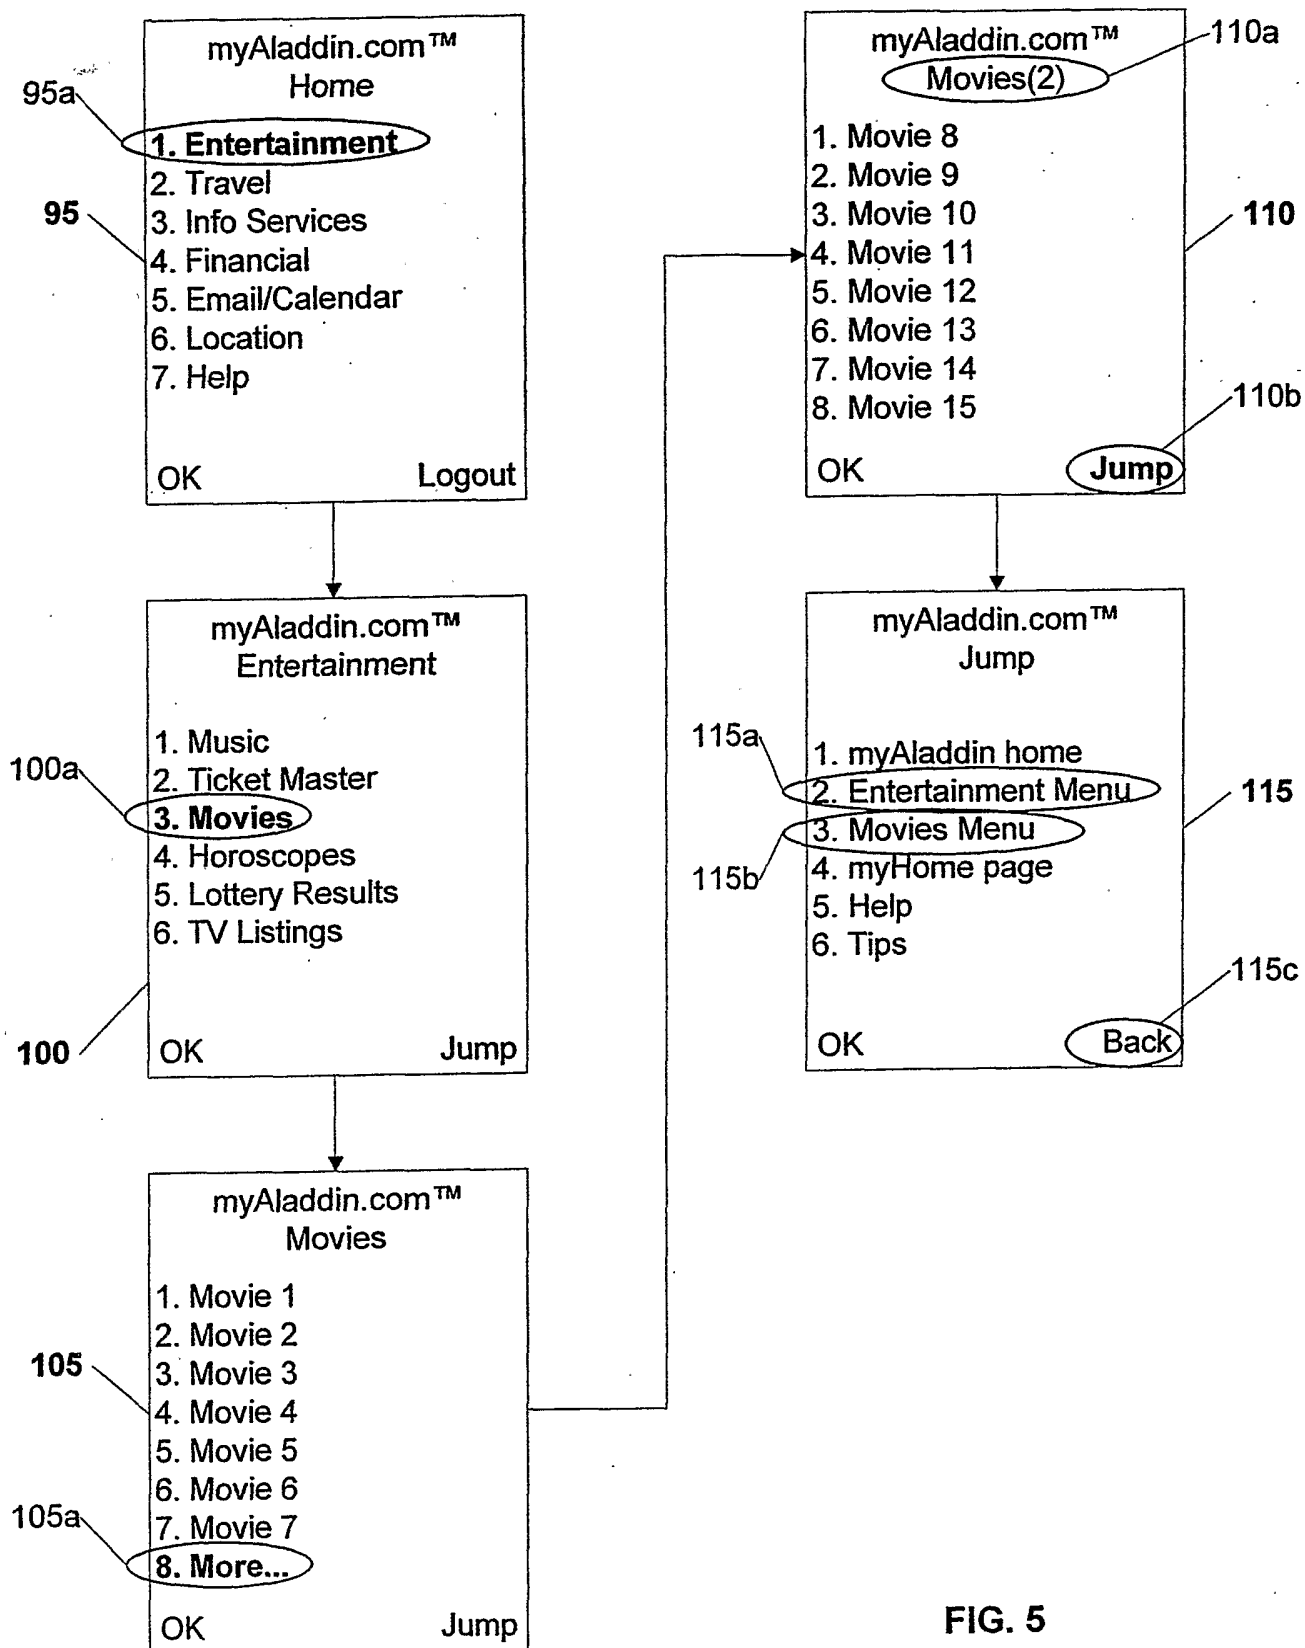 myAladdin.com™
Home
95a
1. Entertainment
2. Travel
95
3. Info Services
4. Financial
5. Email/Calendar
6. Location
7. Help
OK Logout
myAladdin.com™
Entertainment
1. Music
100a
2. Ticket Master
3. Movies
4. Horoscopes
5. Lottery Results
6. TV Listings
100
OK Jump
myAladdin.com™
Movies
1. Movie 1
2. Movie 2
105
3. Movie 3
4. Movie 4
5. Movie 5
6. Movie 6
105a
7. Movie 7
8. More...
OK Jump
myAladdin.com™
110a
Movies(2)
1. Movie 8
2. Movie 9
3. Movie 10
110
4. Movie 11
5. Movie 12
6. Movie 13
7. Movie 14
110b
8. Movie 15
OK Jump
myAladdin.com™
Jump
115a
1. myAladdin home
2. Entertainment Menu
115
3. Movies Menu
115b
4. myHome page
5. Help
6. Tips
115c
OK Back
FIG. 5